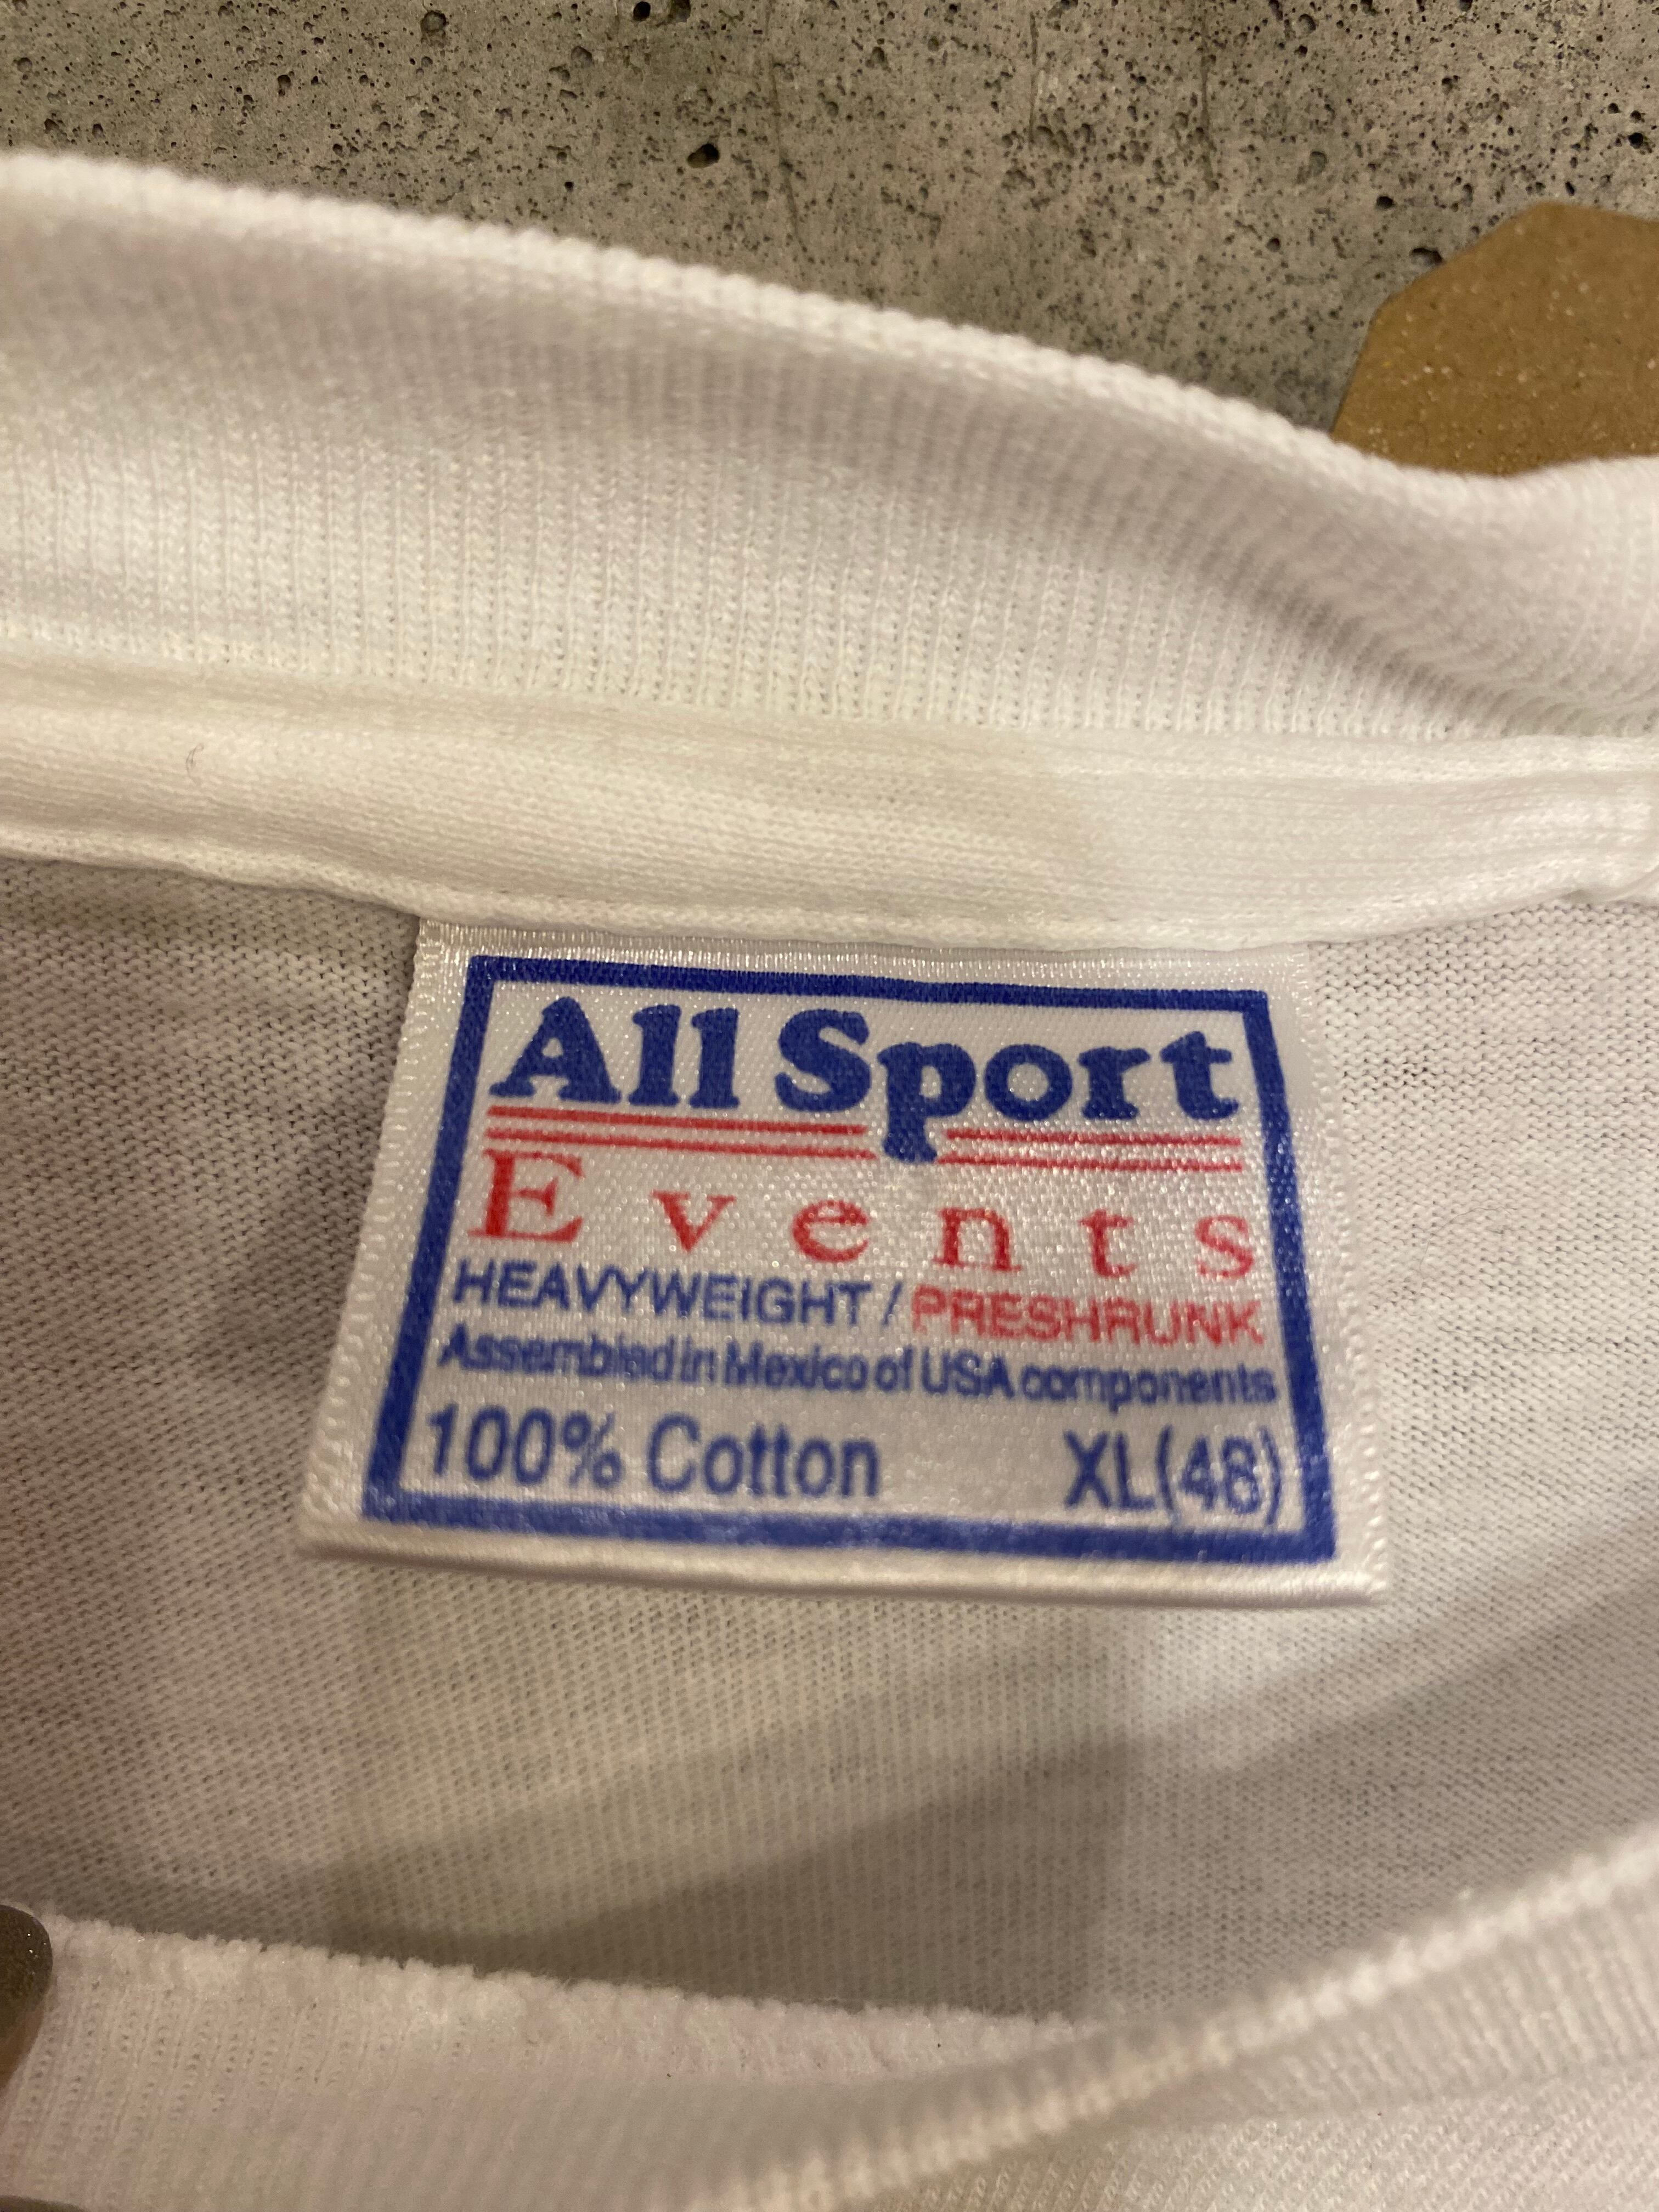 All Sport
Events
HEAVYWEIGHT / PRESHRUNK
Assembled in Mexico of USA components
100% Cotton XL(48)